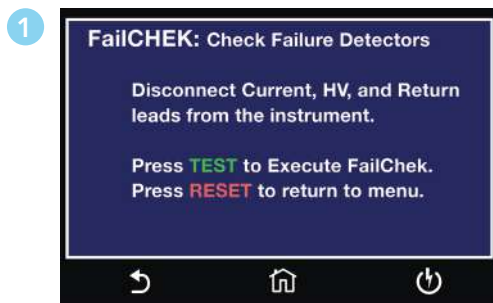 1
FailCHEK: Check Failure Detectors
Disconnect Current, HV, and Return
leads from the instrument.
Press TEST to Execute FailChek.
Press RESET to return to menu.